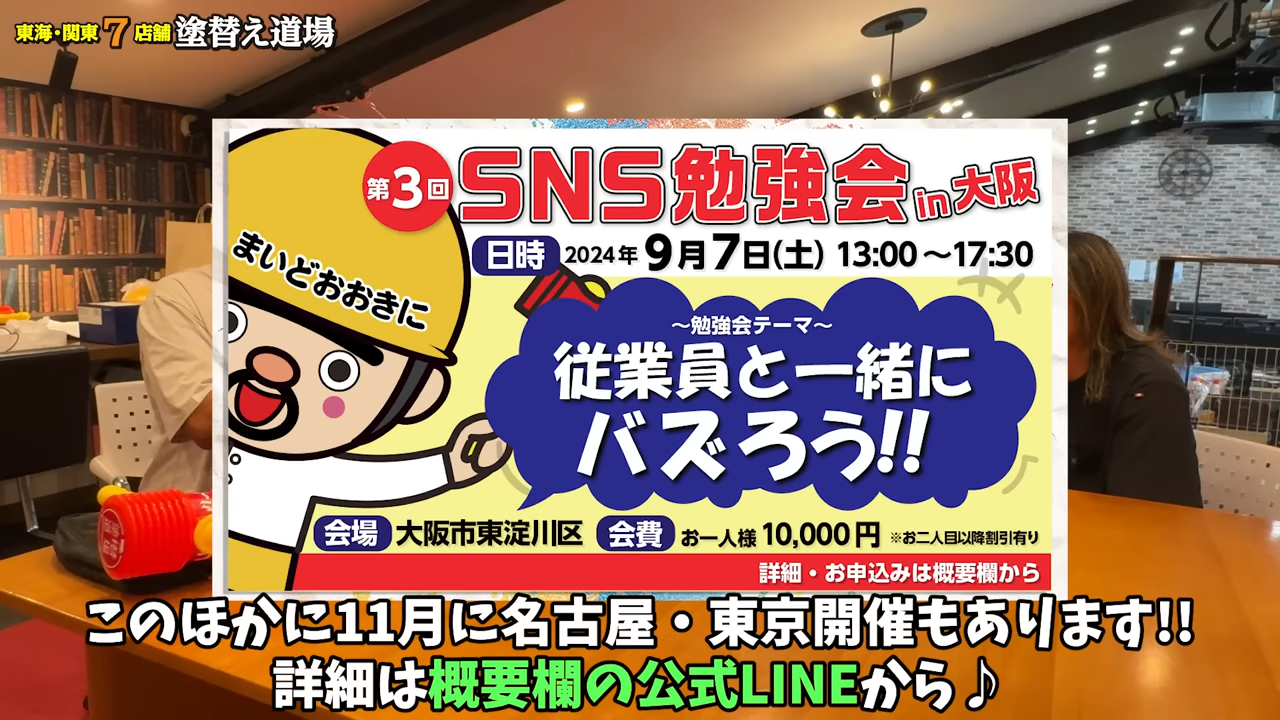 東海・関東7店舗 塗替え道場
第3回 SNS勉強会 in 大阪
日時 2024年9月7日(土) 13:00〜17:30
まいどおおきに
〜勉強会テーマ〜
従業員と一緒に
バズろう!!
会場 大阪市東淀川区 会費 お一人様 10,000円 ※お二人目以降割引有り
詳細・お申込みは概要欄から
このほかに11月に名古屋・東京開催もあります!!
詳細は概要欄の公式LINEから♪